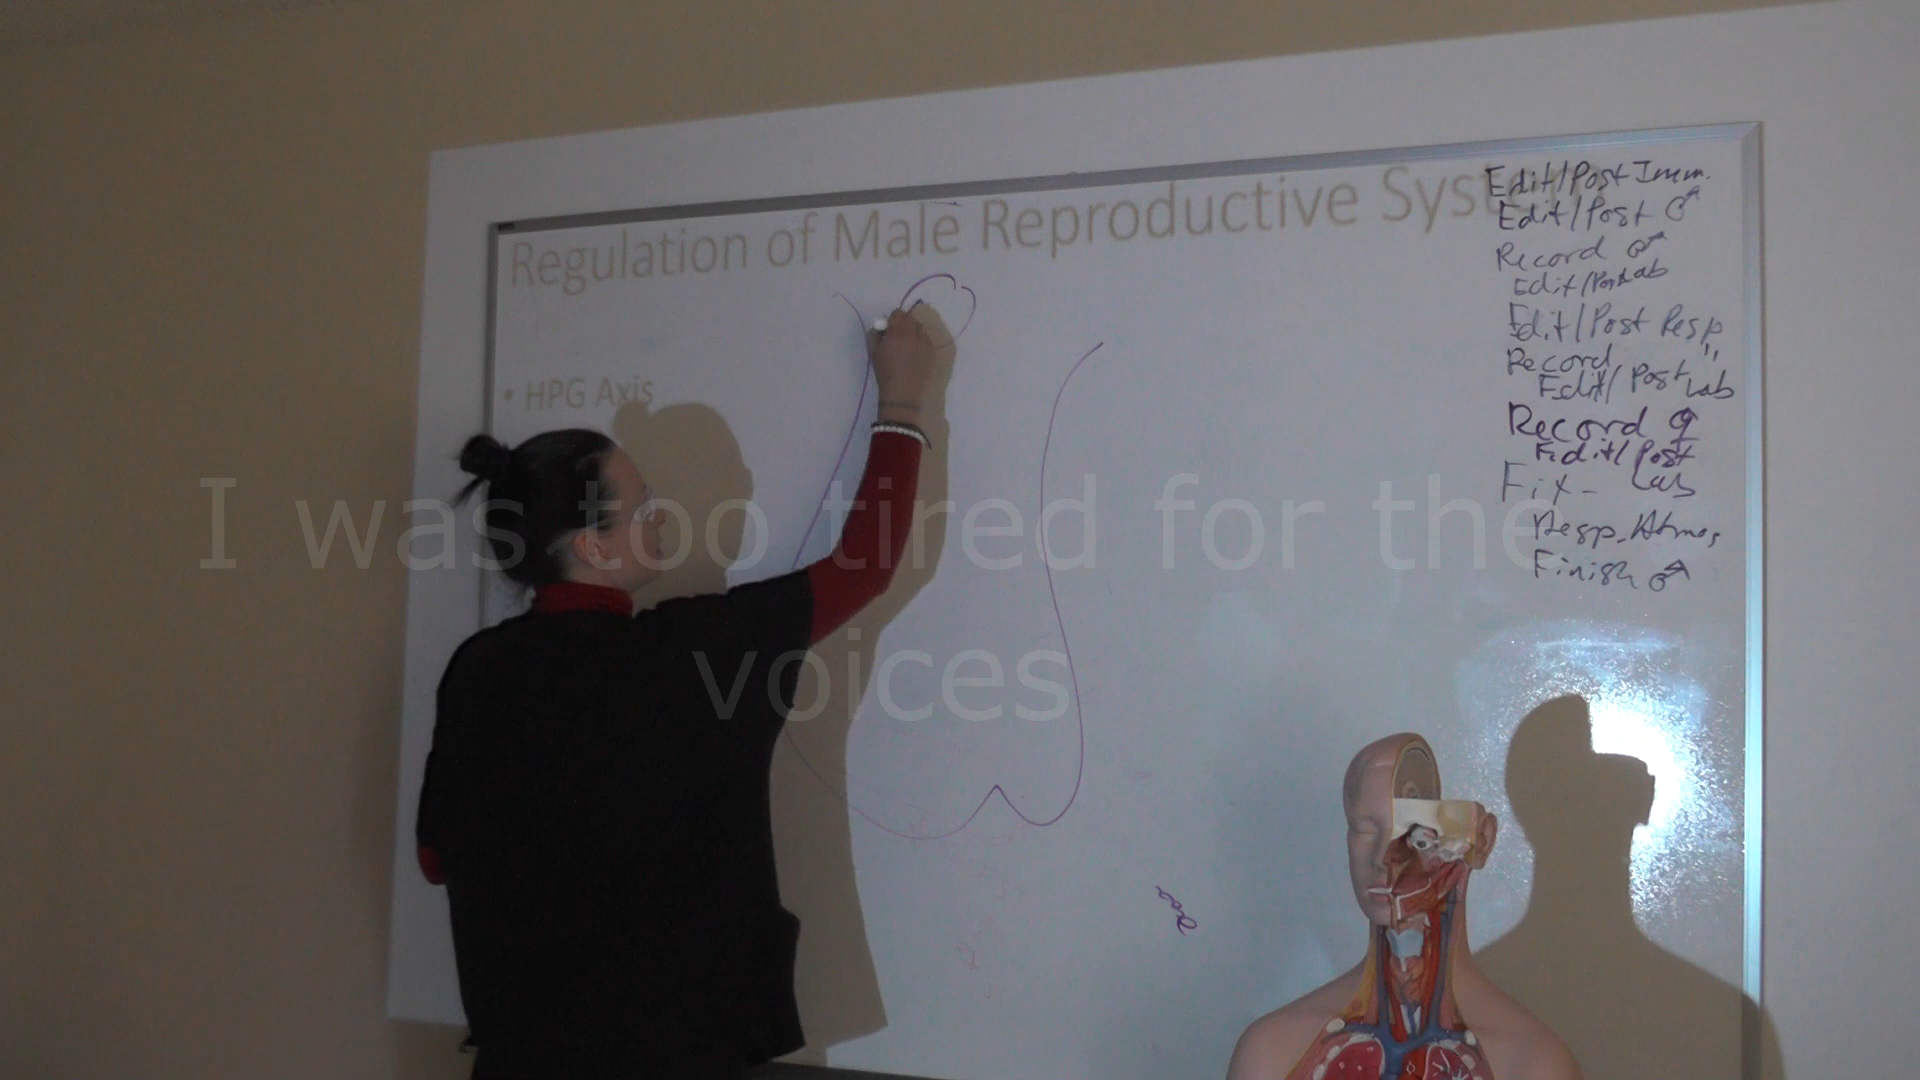 Regulation of Male Reproductive
• HPG Axis
I was too tired for the
voices
Edit/Post Imm.
Edit/Post ♂
Record ♂
Edit/Post Lab
Edit/Post Resp
Record "
Edit/Post Lab
Record ♀
Edit/Post
Fix- Lab
Resp. Atmos
Finish ♂